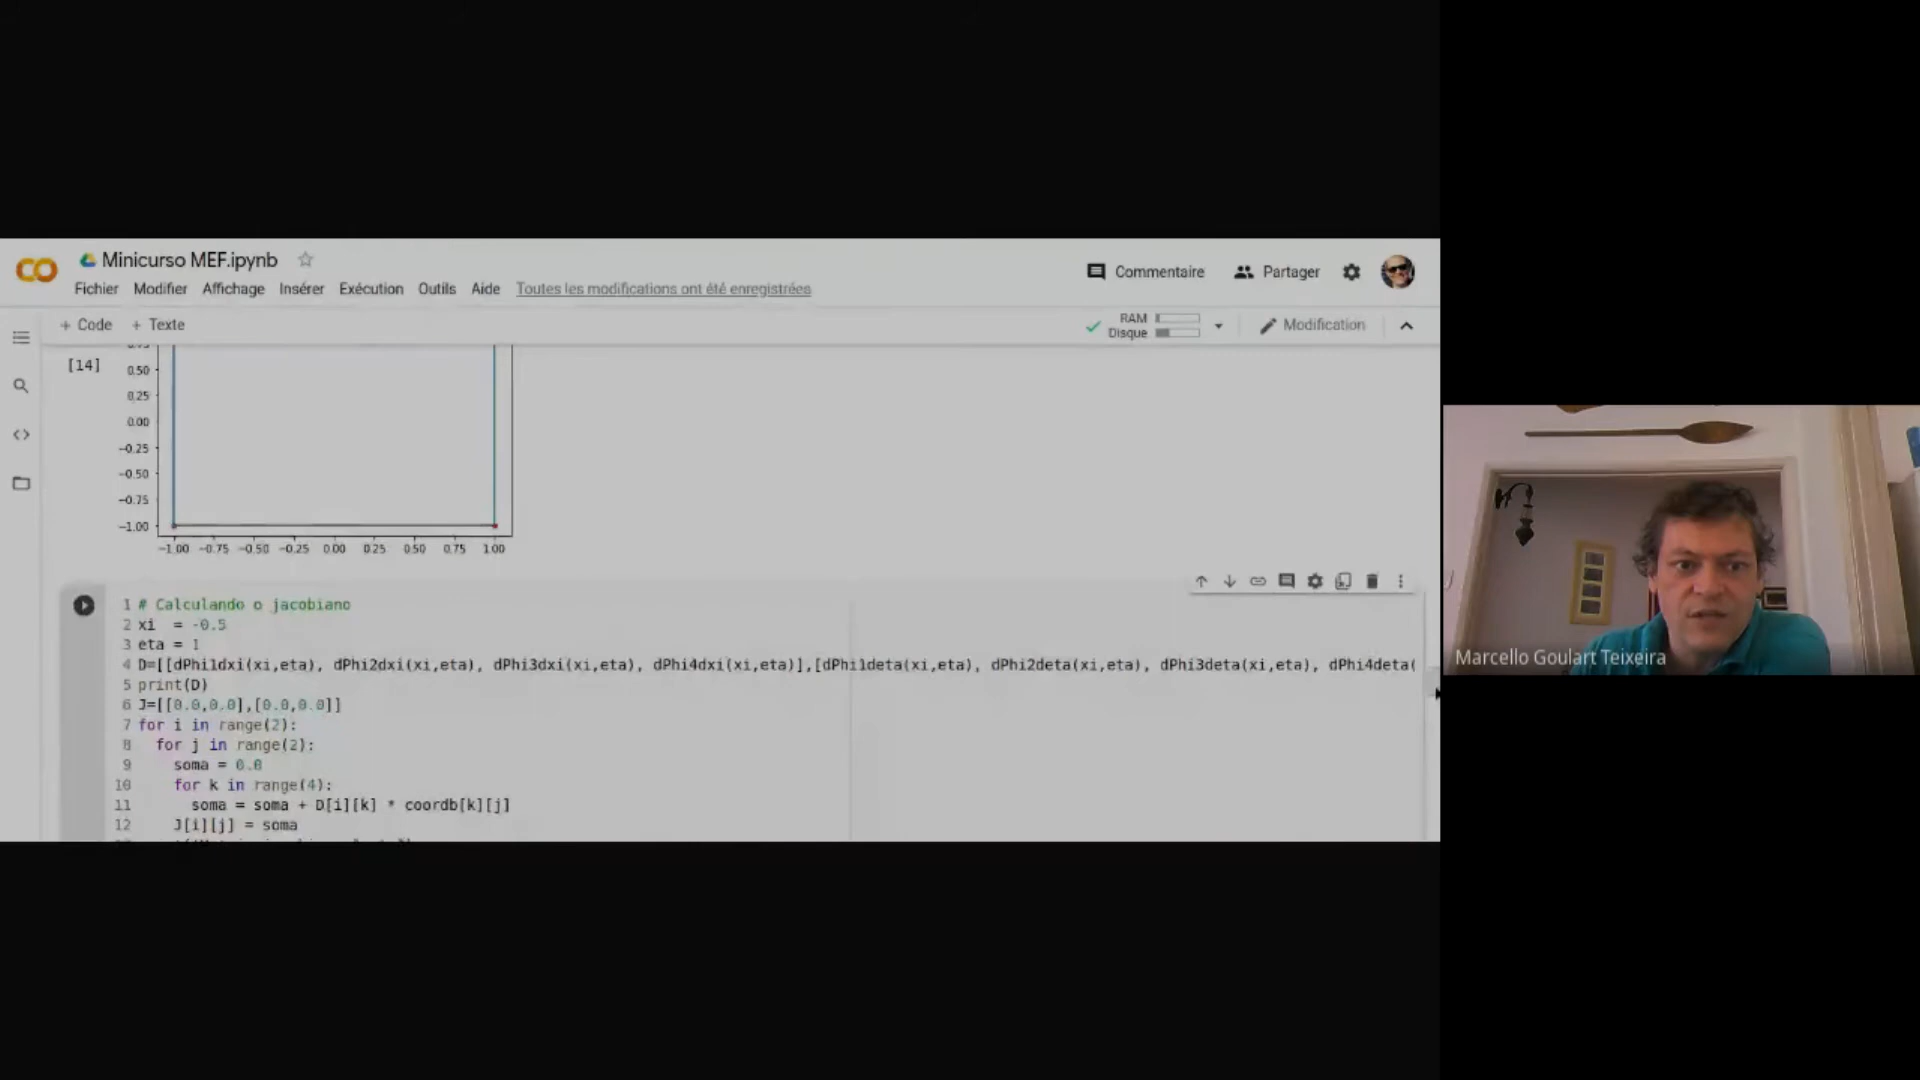 Minicurso MEF.ipynb
Fichier Modifier Affichage Insérer Exécution Outils Aide Toutes les modifications ont été enregistrées
Commentaire Partager
+ Code + Texte
RAM
Disque
Modification
[14]
0.50
0.25
0.00
−0.25
−0.50
−0.75
−1.00
−1.00 −0.75 −0.50 −0.25 0.00 0.25 0.50 0.75 1.00
1 # Calculando o jacobiano
2 xi = -0.5
3 eta = 1
4 D=[[dPhi1dxi(xi,eta), dPhi2dxi(xi,eta), dPhi3dxi(xi,eta), dPhi4dxi(xi,eta)],[dPhi1deta(xi,eta), dPhi2deta(xi,eta), dPhi3deta(xi,eta), dPhi4deta(
5 print(D)
6 J=[[0.0,0.0],[0.0,0.0]]
7 for i in range(2):
8 for j in range(2):
9 soma = 0.0
10 for k in range(4):
11 soma = soma + D[i][k] * coordb[k][j]
12 J[i][j] = soma
Marcello Goulart Teixeira